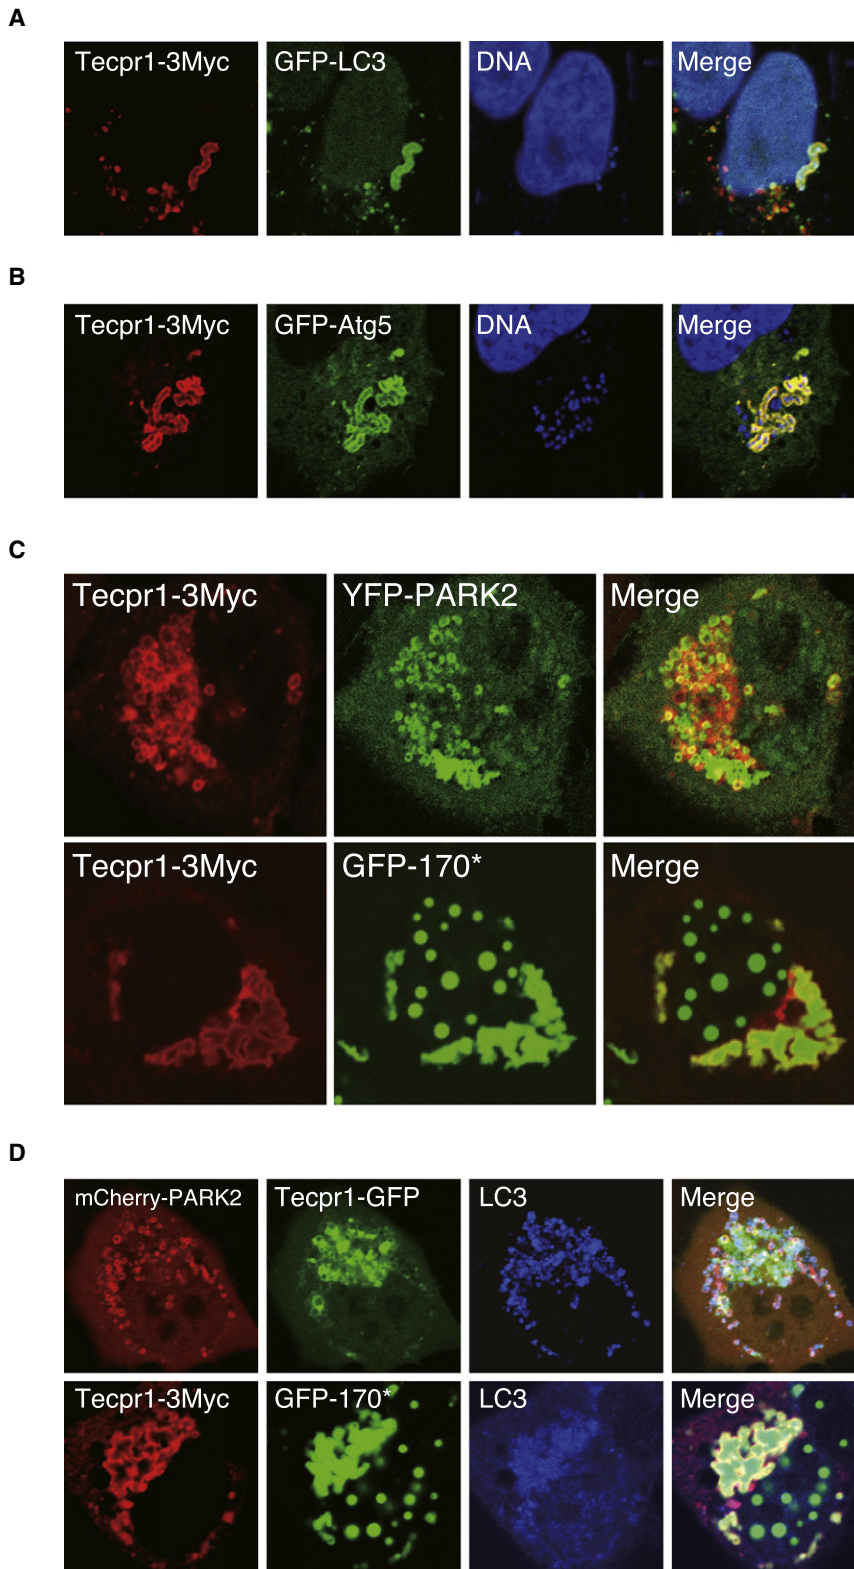 A
Tecpr1-3Myc GFP-LC3 DNA Merge
B
Tecpr1-3Myc GFP-Atg5 DNA Merge
C
Tecpr1-3Myc YFP-PARK2 Merge
Tecpr1-3Myc GFP-170* Merge
D
mCherry-PARK2 Tecpr1-GFP LC3 Merge
Tecpr1-3Myc GFP-170* LC3 Merge